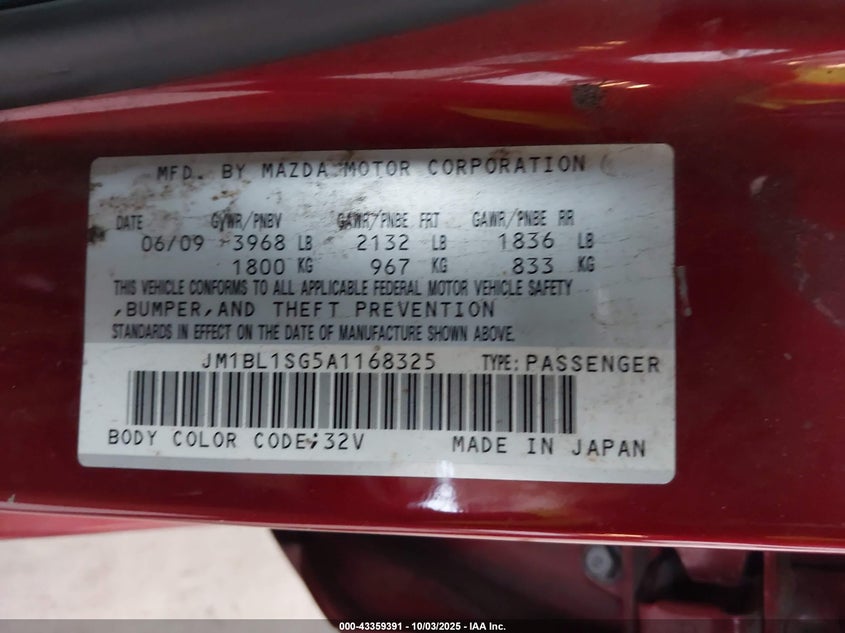 MFD. BY MAZDA MOTOR CORPORATION
DATE GVWR/PNBV GAWR/PNBE FRT GAWR/PNBE RR
06/09 3968 LB 2132 LB 1836 LB
1800 KG 967 KG 833 KG
THIS VEHICLE CONFORMS TO ALL APPLICABLE FEDERAL MOTOR VEHICLE SAFETY
,BUMPER,AND THEFT PREVENTION
STANDARDS IN EFFECT ON THE DATE OF MANUFACTURE SHOWN ABOVE.
JM1BL1SG5A1168325 TYPE: PASSENGER
BODY COLOR CODE: 32V MADE IN JAPAN
000-43359391 - 10/03/2025 - IAA Inc.